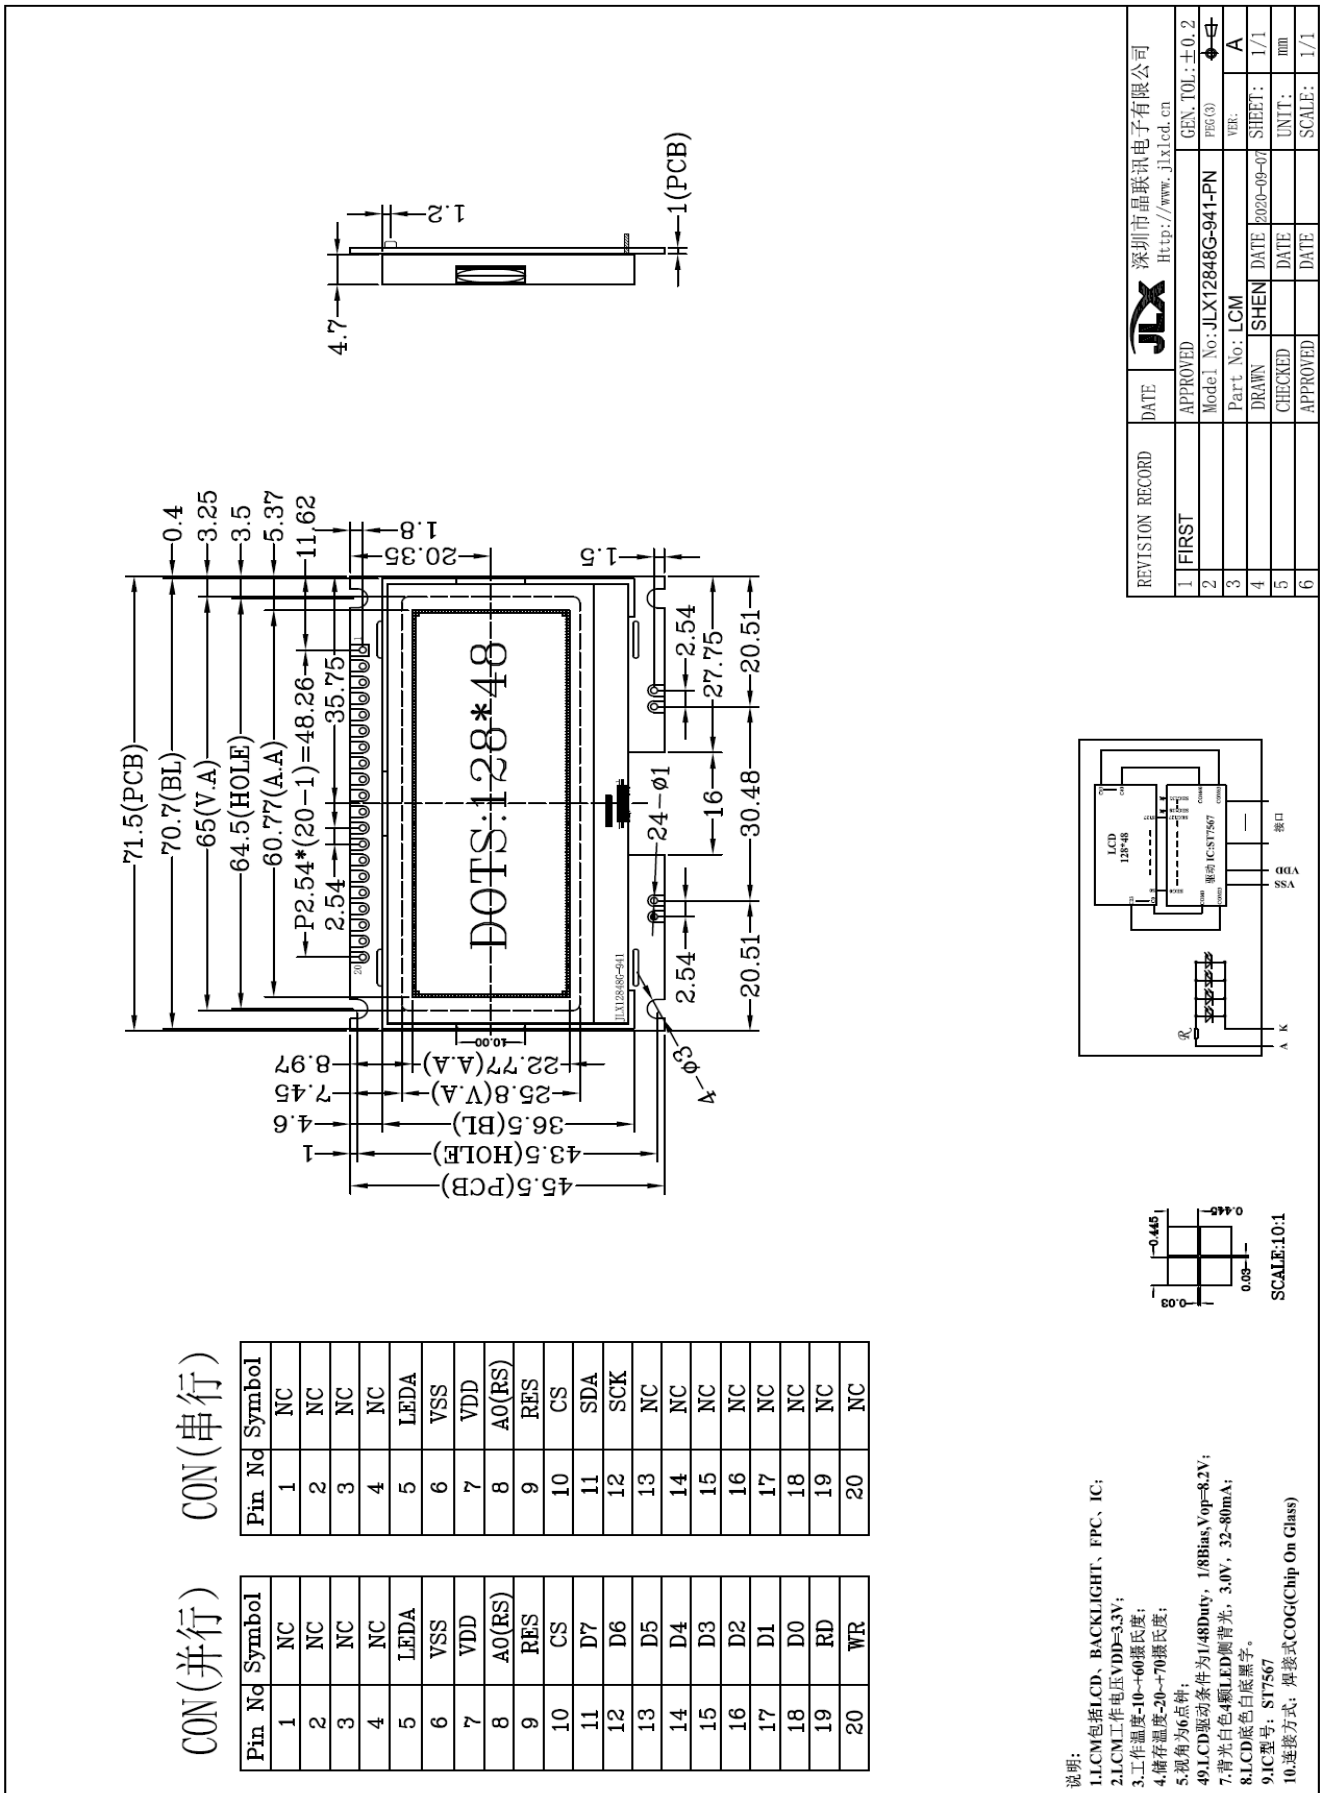 CON(并行)
Pin No Symbol
1 NC
2 NC
3 NC
4 NC
5 LEDA
6 VSS
7 VDD
8 A0(RS)
9 RES
10 CS
11 D7
12 D6
13 D5
14 D4
15 D3
16 D2
17 D1
18 D0
19 RD
20 WR
CON(串行)
Pin No Symbol
1 NC
2 NC
3 NC
4 NC
5 LEDA
6 VSS
7 VDD
8 A0(RS)
9 RES
10 CS
11 SDA
12 SCK
13 NC
14 NC
15 NC
16 NC
17 NC
18 NC
19 NC
20 NC
71.5(PCB)
0.4
70.7(BL)
3.25
65(V.A)
3.5
64.5(HOLE)
5.37
60.77(A.A)
11.62
P2.54*(20-1)=48.26
35.75
2.54
1.8
20.35
1.5
1
20
DOTS:128*48
JLX12848G-941
10.00
8.97
22.77(A.A)
7.45
25.8(V.A)
4.6
36.5(BL)
1
43.5(HOLE)
45.5(PCB)
4-ø3
24-ø1
2.54
2.54
27.75
16
20.51
30.48
20.51
4.7
1.2
1(PCB)
说明:
1.LCM包括LCD、BACKLIGHT、FPC、IC;
2.LCM工作电压VDD=3.3V;
3.工作温度-10~+60摄氏度;
4.储存温度-20~+70摄氏度;
5.视角为6点钟;
49.LCD驱动条件为1/48Duty, 1/8Bias,Vop=8.2V;
7.背光白色4颗LED侧背光, 3.0V, 32~80mA;
8.LCD底色白底黑字。
9.IC型号: ST7567
10.连接方式: 焊接式COG(Chip On Glass)
0.445
0.445
0.03
0.03
SCALE:10:1
LCD
128*48
驱动 IC:ST7567
接口
VDD
VSS
R
K
A
REVISION RECORD DATE
1 FIRST
2
3
4
5
6
JLX 深圳市晶联讯电子有限公司
Http://www.jlxlcd.cn
APPROVED GEN. TOL:±0.2
Model No:JLX12848G-941-PN PEG(3)
Part No: LCM VER: A
DRAWN SHEN DATE 2020-09-07 SHEET: 1/1
CHECKED DATE UNIT: mm
APPROVED DATE SCALE: 1/1